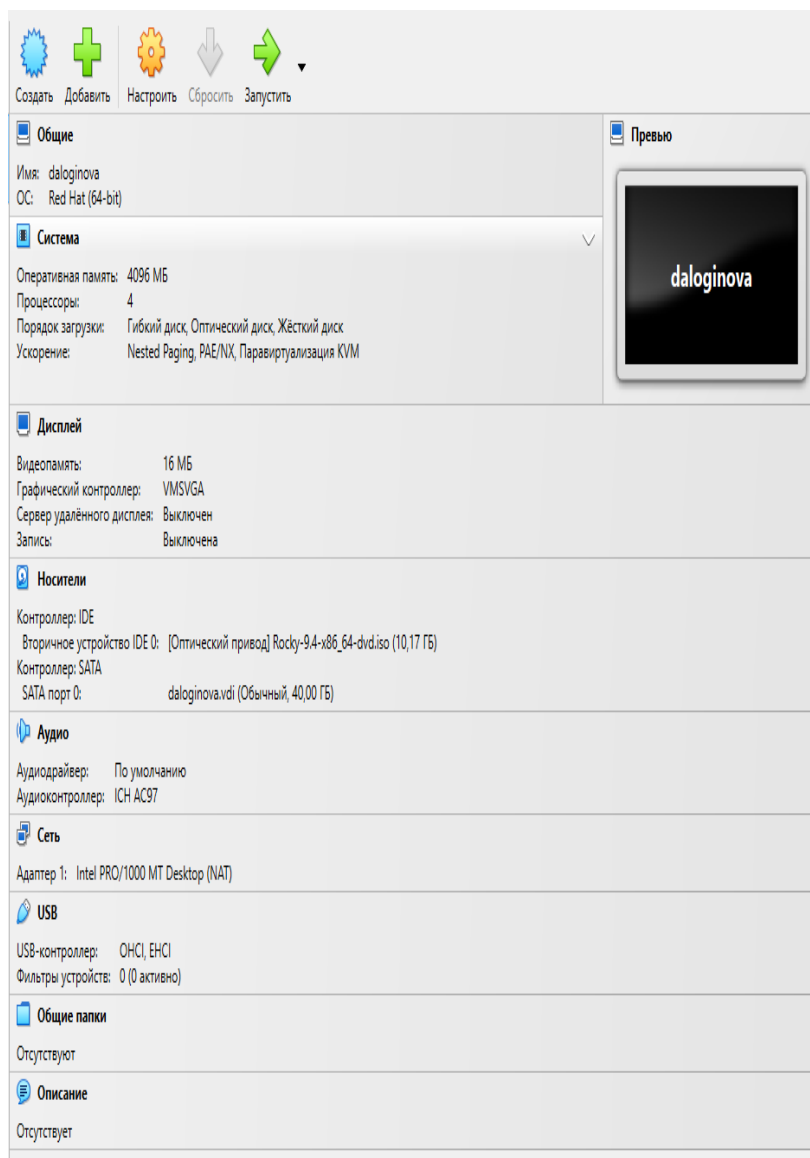 Создать Добавить Настроить Сбросить Запустить
Общие
Имя: daloginova
ОС: Red Hat (64-bit)
Превью
daloginova
Система
Оперативная память: 4096 МБ
Процессоры: 4
Порядок загрузки: Гибкий диск, Оптический диск, Жёсткий диск
Ускорение: Nested Paging, PAE/NX, Паравиртуализация KVM
Дисплей
Видеопамять: 16 МБ
Графический контроллер: VMSVGA
Сервер удалённого дисплея: Выключен
Запись: Выключена
Носители
Контроллер: IDE
Вторичное устройство IDE 0: [Оптический привод] Rocky-9.4-x86_64-dvd.iso (10,17 ГБ)
Контроллер: SATA
SATA порт 0: daloginova.vdi (Обычный, 40,00 ГБ)
Аудио
Аудиодрайвер: По умолчанию
Аудиоконтроллер: ICH AC97
Сеть
Адаптер 1: Intel PRO/1000 MT Desktop (NAT)
USB
USB-контроллер: OHCI, EHCI
Фильтры устройств: 0 (0 активно)
Общие папки
Отсутствуют
Описание
Отсутствует